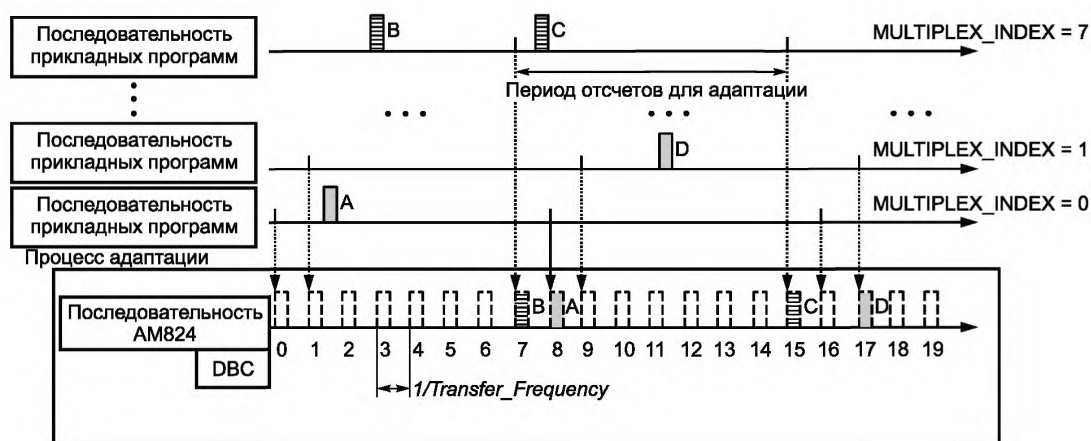 Последовательность
прикладных программ
B
C
MULTIPLEX_INDEX = 7
Период отсчетов для адаптации
Последовательность
прикладных программ
D
MULTIPLEX_INDEX = 1
Последовательность
прикладных программ
A
MULTIPLEX_INDEX = 0
Процесс адаптации
Последовательность
AM824
B
A
C
D
DBC
0 1 2 3 4 5 6 7 8 9 10 11 12 13 14 15 16 17 18 19
1/Transfer_Frequency